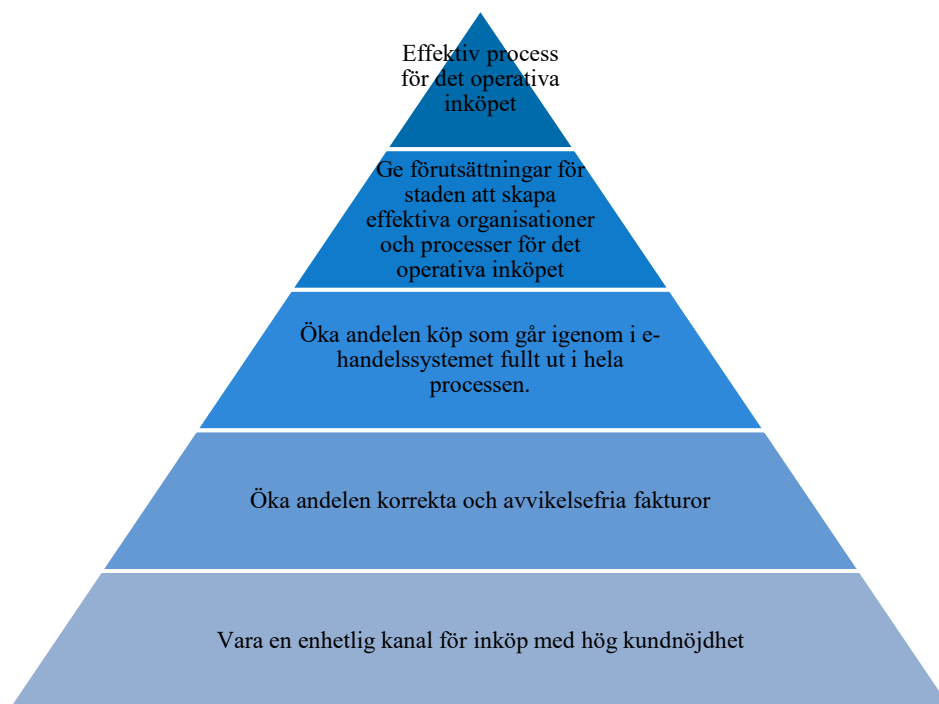 Effektiv process
för det operativa
inköpet
Ge förutsättningar för
staden att skapa
effektiva organisationer
och processer för det
operativa inköpet
Öka andelen köp som går igenom i e-
handelssystemet fullt ut i hela
processen.
Öka andelen korrekta och avvikelsefria fakturor
Vara en enhetlig kanal för inköp med hög kundnöjdhet